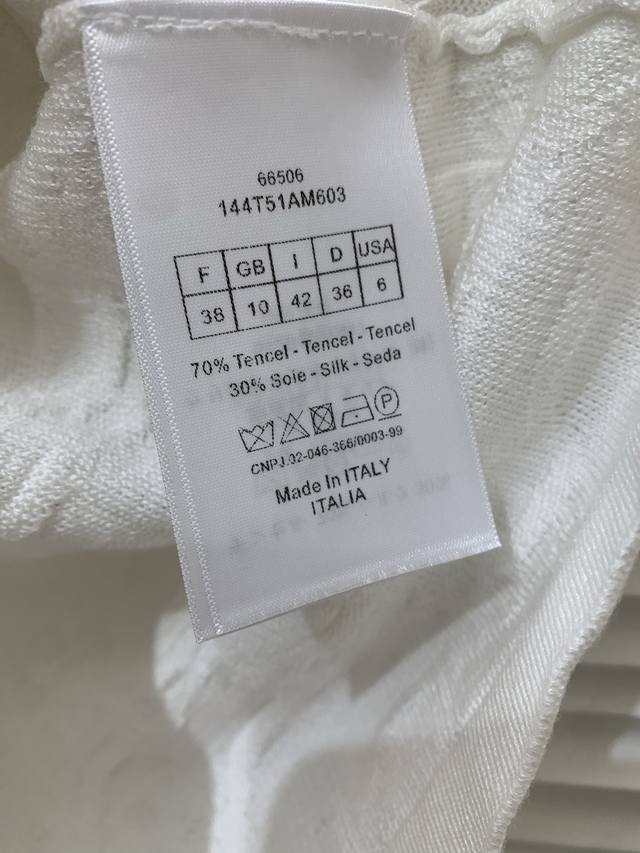 66506
144T51AM603
F GB I D USA
38 10 42 36 6
70% Tencel - Tencel - Tencel
30% Soie - Silk - Seda
P
CNPJ.32-046-366/0003-99
Made In ITALY
ITALIA